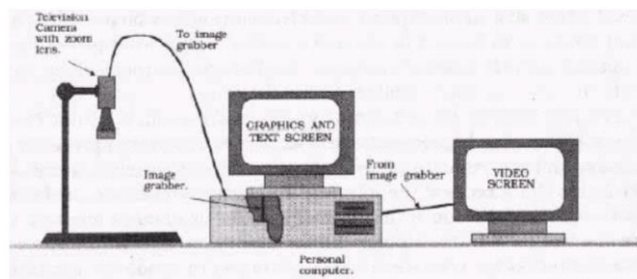 Television
Camera
with zoom
lens.
To image
grabber
GRAPHICS AND
TEXT SCREEN
Image
grabber.
From
image grabber
VIDEO
SCREEN
Personal
computer.